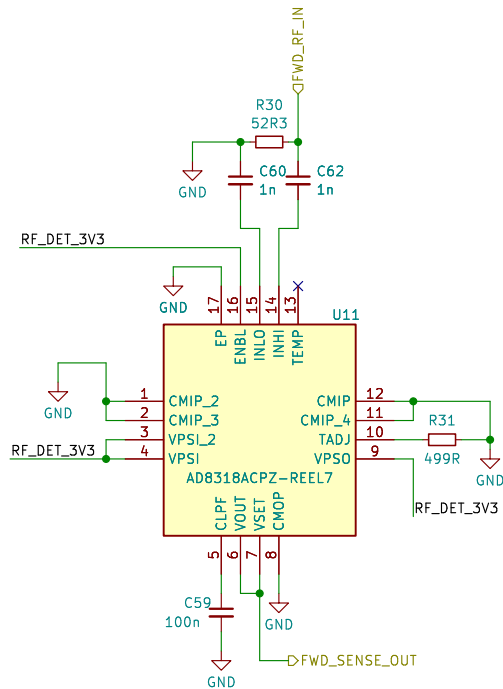 FWD_RF_IN
R30
52R3
C60
1n
C62
1n
GND
RF_DET_3V3
GND
17
16
15
14
13
U11
EP
ENBL
INLO
INHI
TEMP
GND
1
CMIP_2
CMIP
12
2
CMIP_3
CMIP_4
11
R31
RF_DET_3V3
3
VPSI_2
TADJ
10
4
VPSI
VPSO
9
499R
GND
AD8318ACPZ-REEL7
RF_DET_3V3
CLPF
VOUT
VSET
CMOP
5
6
7
8
C59
100n
GND
FWD_SENSE_OUT
GND